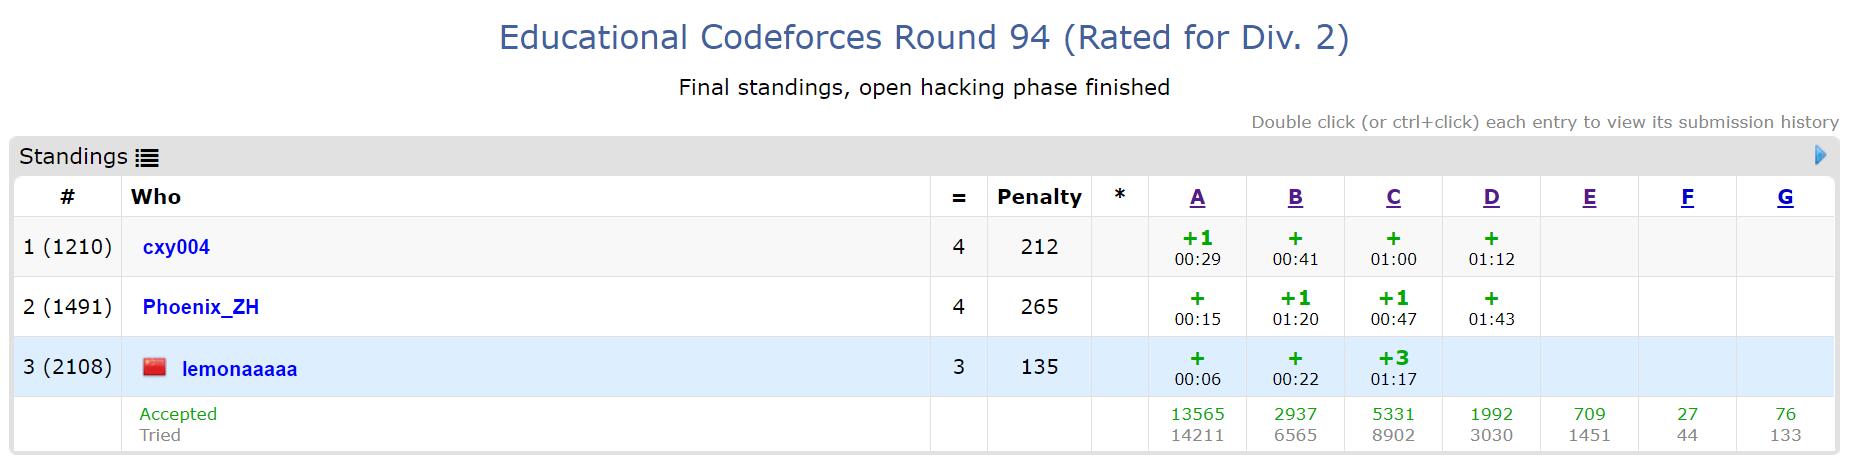 Educational Codeforces Round 94 (Rated for Div. 2)
Final standings, open hacking phase finished
Double click (or ctrl+click) each entry to view its submission history
Standings
# Who = Penalty * A B C D E F G
1 (1210) cxy004 4 212 +1 + + +
00:29 00:41 01:00 01:12
2 (1491) Phoenix_ZH 4 265 + +1 +1 +
00:15 01:20 00:47 01:43
3 (2108) lemonaaaaa 3 135 + + +3
00:06 00:22 01:17
Accepted 13565 2937 5331 1992 709 27 76
Tried 14211 6565 8902 3030 1451 44 133